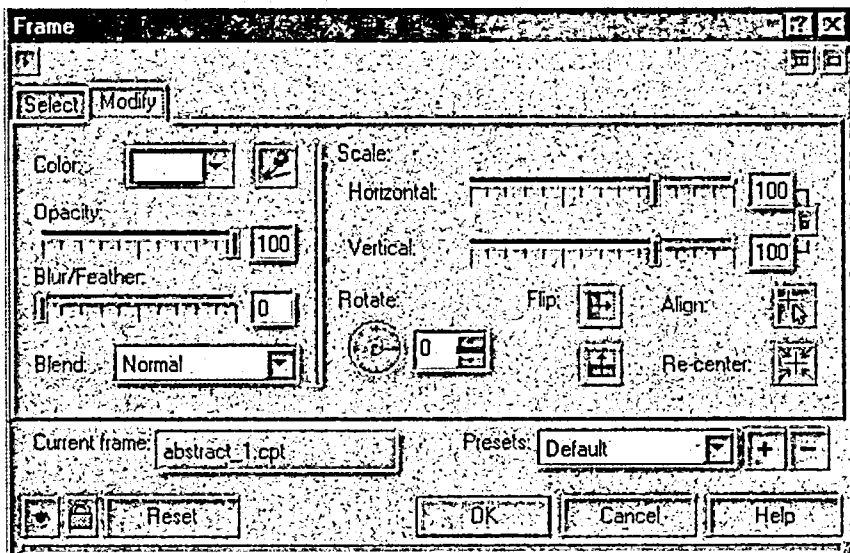 Frame
Select Modify
Color:
Opacity:
100
Blur/Feather:
0
Blend: Normal
Scale:
Horizontal: 100
Vertical: 100
Rotate: Flip: Align:
0
Re-center:
Current frame: abstract_1.cpt Presets: Default
Reset OK Cancel Help